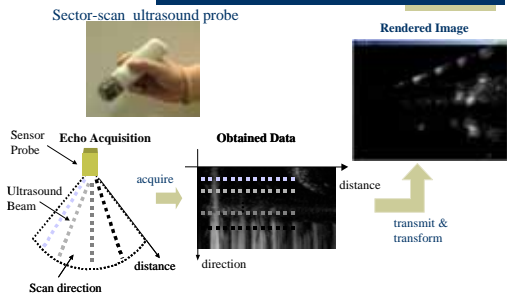 Sector-scan ultrasound probe
Rendered Image
Sensor
Probe
Echo Acquisition
Obtained Data
Ultrasound
Beam
acquire
distance
transmit &
transform
distance
direction
Scan direction